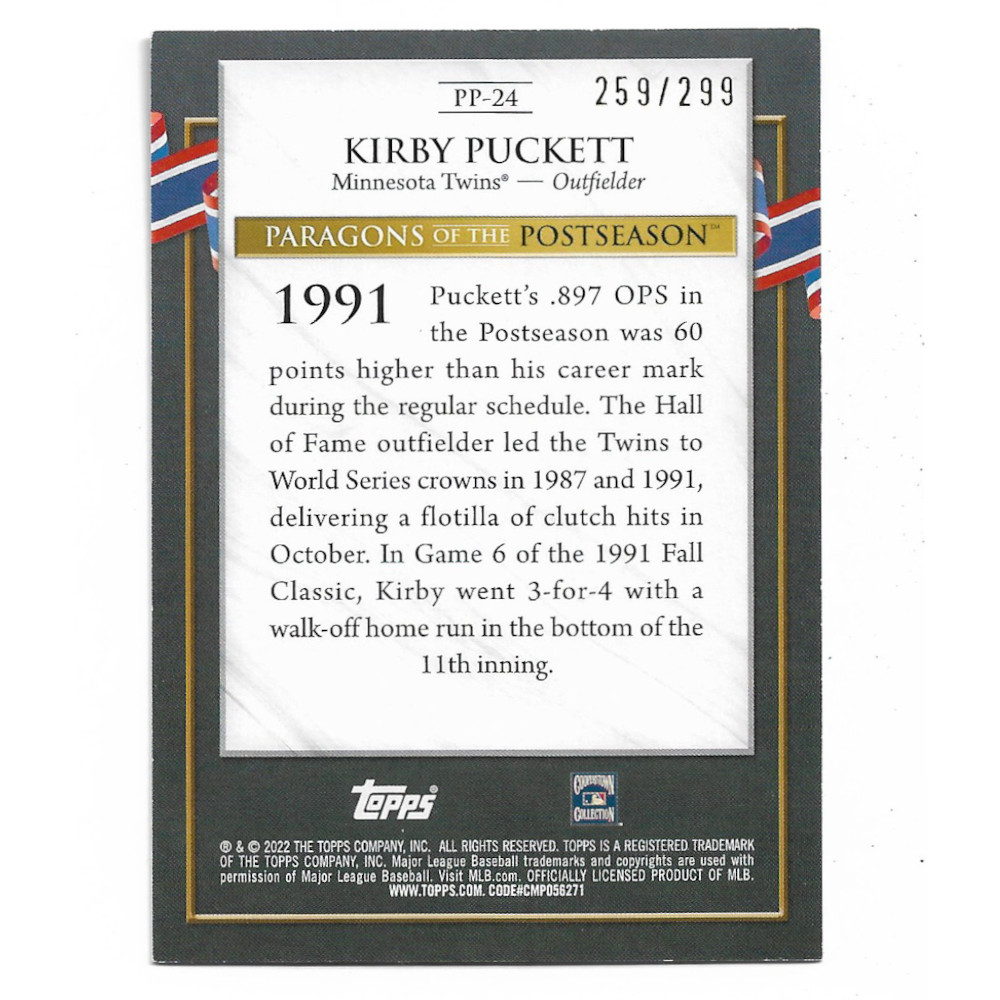 PP-24
259/299
KIRBY PUCKETT
Minnesota Twins® — Outfielder
PARAGONS OF THE POSTSEASON™
1991 Puckett's .897 OPS in
the Postseason was 60
points higher than his career mark
during the regular schedule. The Hall
of Fame outfielder led the Twins to
World Series crowns in 1987 and 1991,
delivering a flotilla of clutch hits in
October. In Game 6 of the 1991 Fall
Classic, Kirby went 3-for-4 with a
walk-off home run in the bottom of the
11th inning.
topps®
COOPERSTOWN
COLLECTION
® & © 2022 THE TOPPS COMPANY, INC. ALL RIGHTS RESERVED. TOPPS IS A REGISTERED TRADEMARK
OF THE TOPPS COMPANY, INC. Major League Baseball trademarks and copyrights are used with
permission of Major League Baseball. Visit MLB.com. OFFICIALLY LICENSED PRODUCT OF MLB.
WWW.TOPPS.COM. CODE#CMP056271